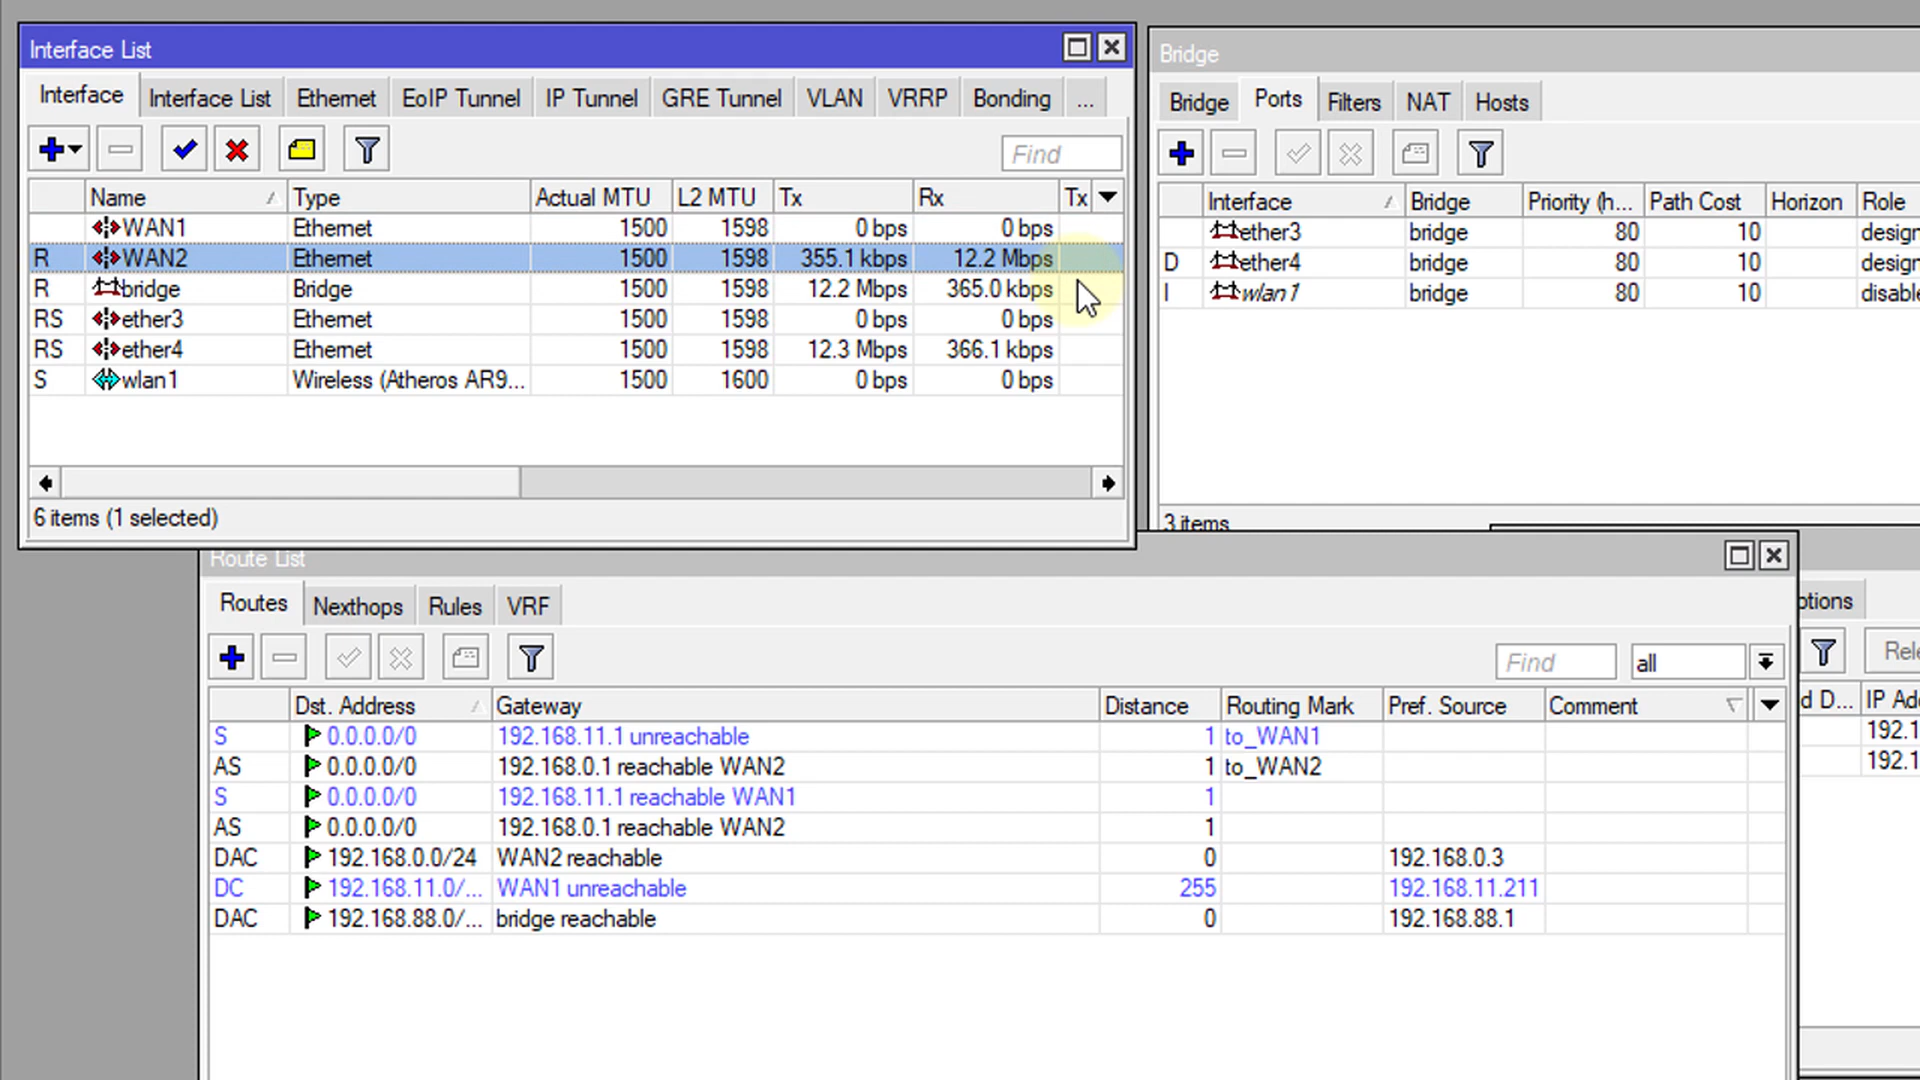 Interface List
Interface Interface List Ethernet EoIP Tunnel IP Tunnel GRE Tunnel VLAN VRRP Bonding ...
Find
Name Type Actual MTU L2 MTU Tx Rx Tx
WAN1 Ethernet 1500 1598 0 bps 0 bps
R WAN2 Ethernet 1500 1598 355.1 kbps 12.2 Mbps
R bridge Bridge 1500 1598 12.2 Mbps 365.0 kbps
RS ether3 Ethernet 1500 1598 0 bps 0 bps
RS ether4 Ethernet 1500 1598 12.3 Mbps 366.1 kbps
S wlan1 Wireless (Atheros AR9... 1500 1600 0 bps 0 bps
6 items (1 selected)
Bridge
Bridge Ports Filters NAT Hosts
Interface Bridge Priority (h... Path Cost Horizon Role
ether3 bridge 80 10 design
D ether4 bridge 80 10 design
I wlan1 bridge 80 10 disable
3 items
Route List
Routes Nexthops Rules VRF
Find all
Dst. Address Gateway Distance Routing Mark Pref. Source Comment
S 0.0.0.0/0 192.168.11.1 unreachable 1 to_WAN1
AS 0.0.0.0/0 192.168.0.1 reachable WAN2 1 to_WAN2
S 0.0.0.0/0 192.168.11.1 reachable WAN1 1
AS 0.0.0.0/0 192.168.0.1 reachable WAN2 1
DAC 192.168.0.0/24 WAN2 reachable 0 192.168.0.3
DC 192.168.11.0/... WAN1 unreachable 255 192.168.11.211
DAC 192.168.88.0/... bridge reachable 0 192.168.88.1
ptions
Rele
d D... IP Ad
192.1
192.1